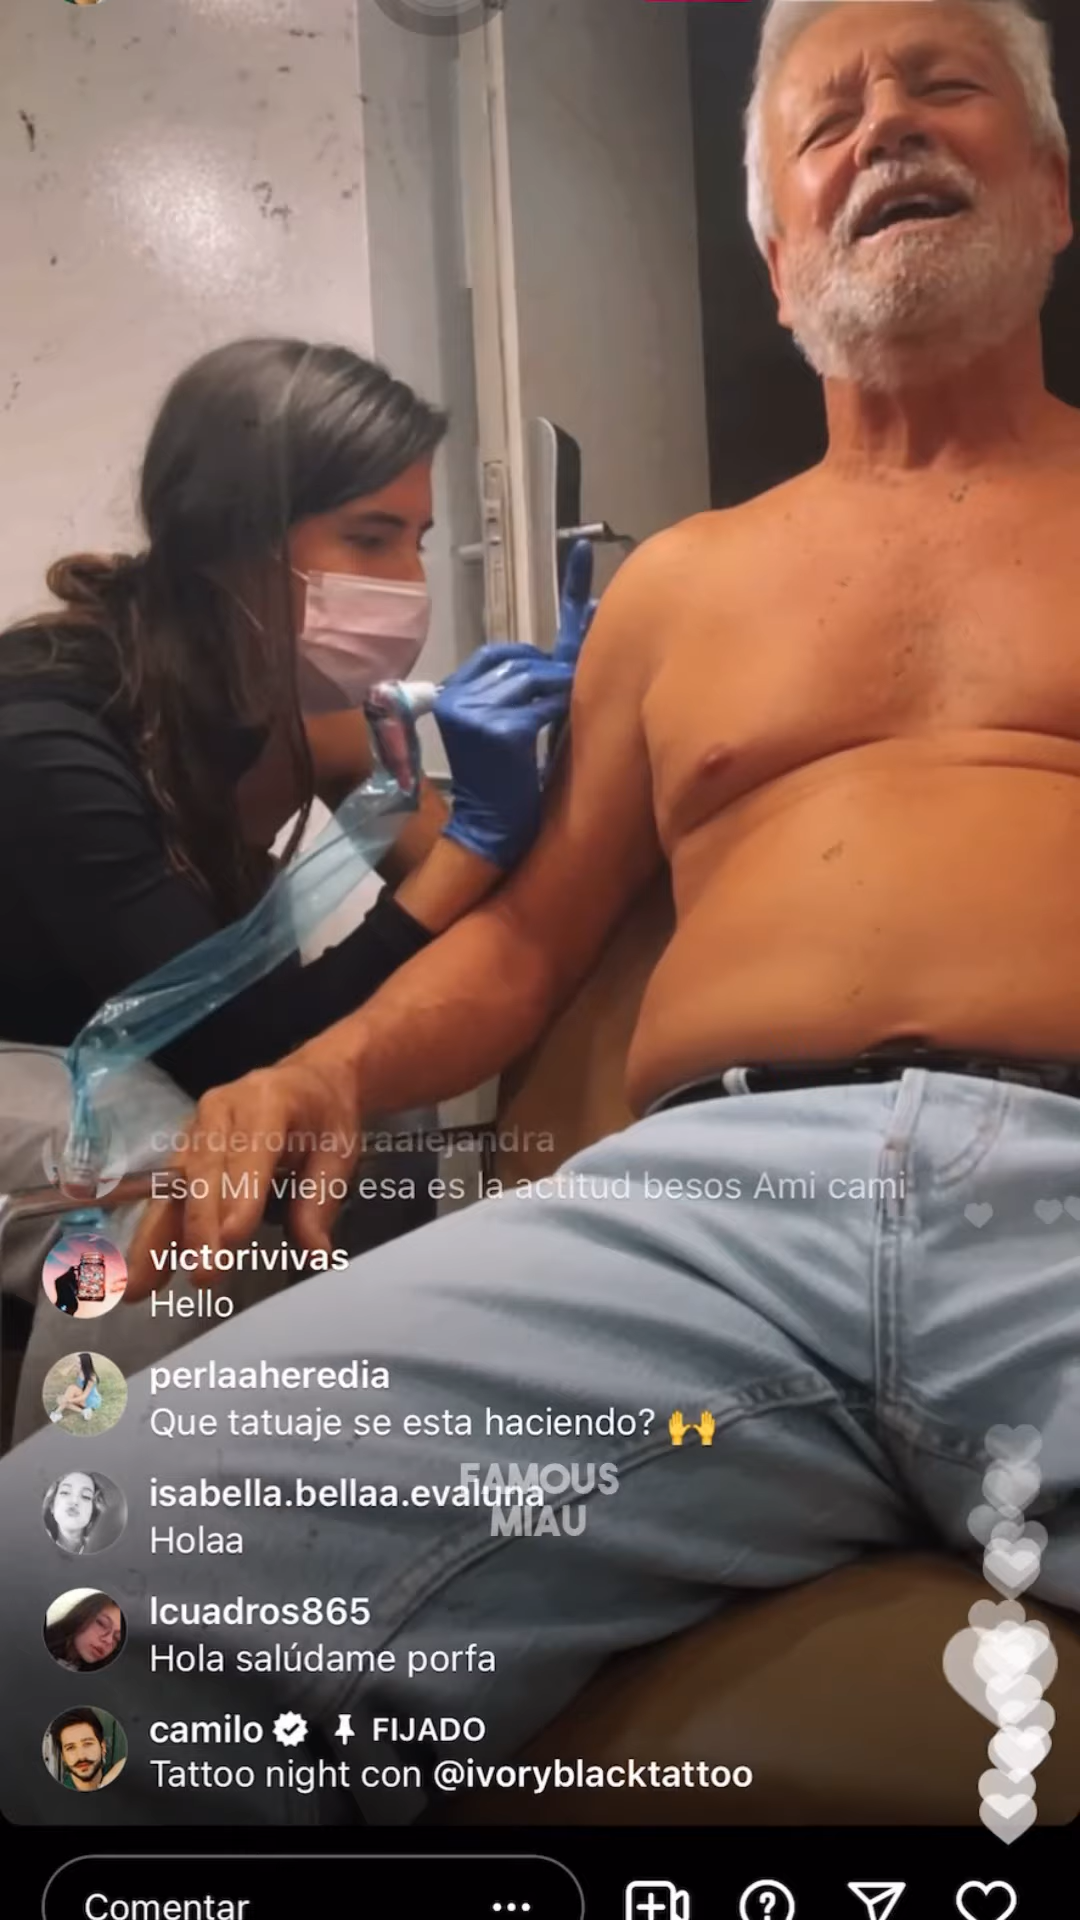 corderomayraalejandra
Eso Mi viejo esa es la actitud besos Ami cami
victorivivas
Hello
perlaaheredia
Que tatuaje se esta haciendo? 🙌
isabella.bellaa.evaluna
FAMOUS
MIAU
Holaa
lcuadros865
Hola salúdame porfa
camilo FIJADO
Tattoo night con @ivoryblacktattoo
Comentar